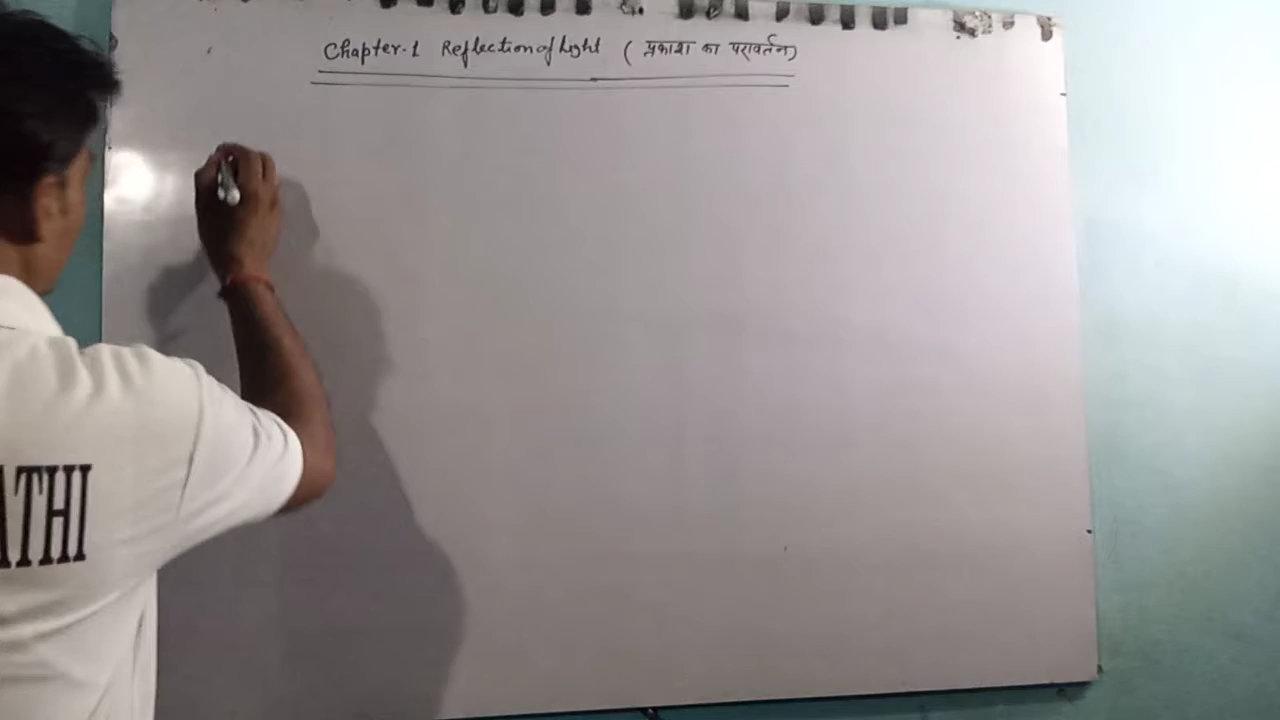 Chapter-1 Reflection of Light (प्रकाश का परावर्तन)
ATHI